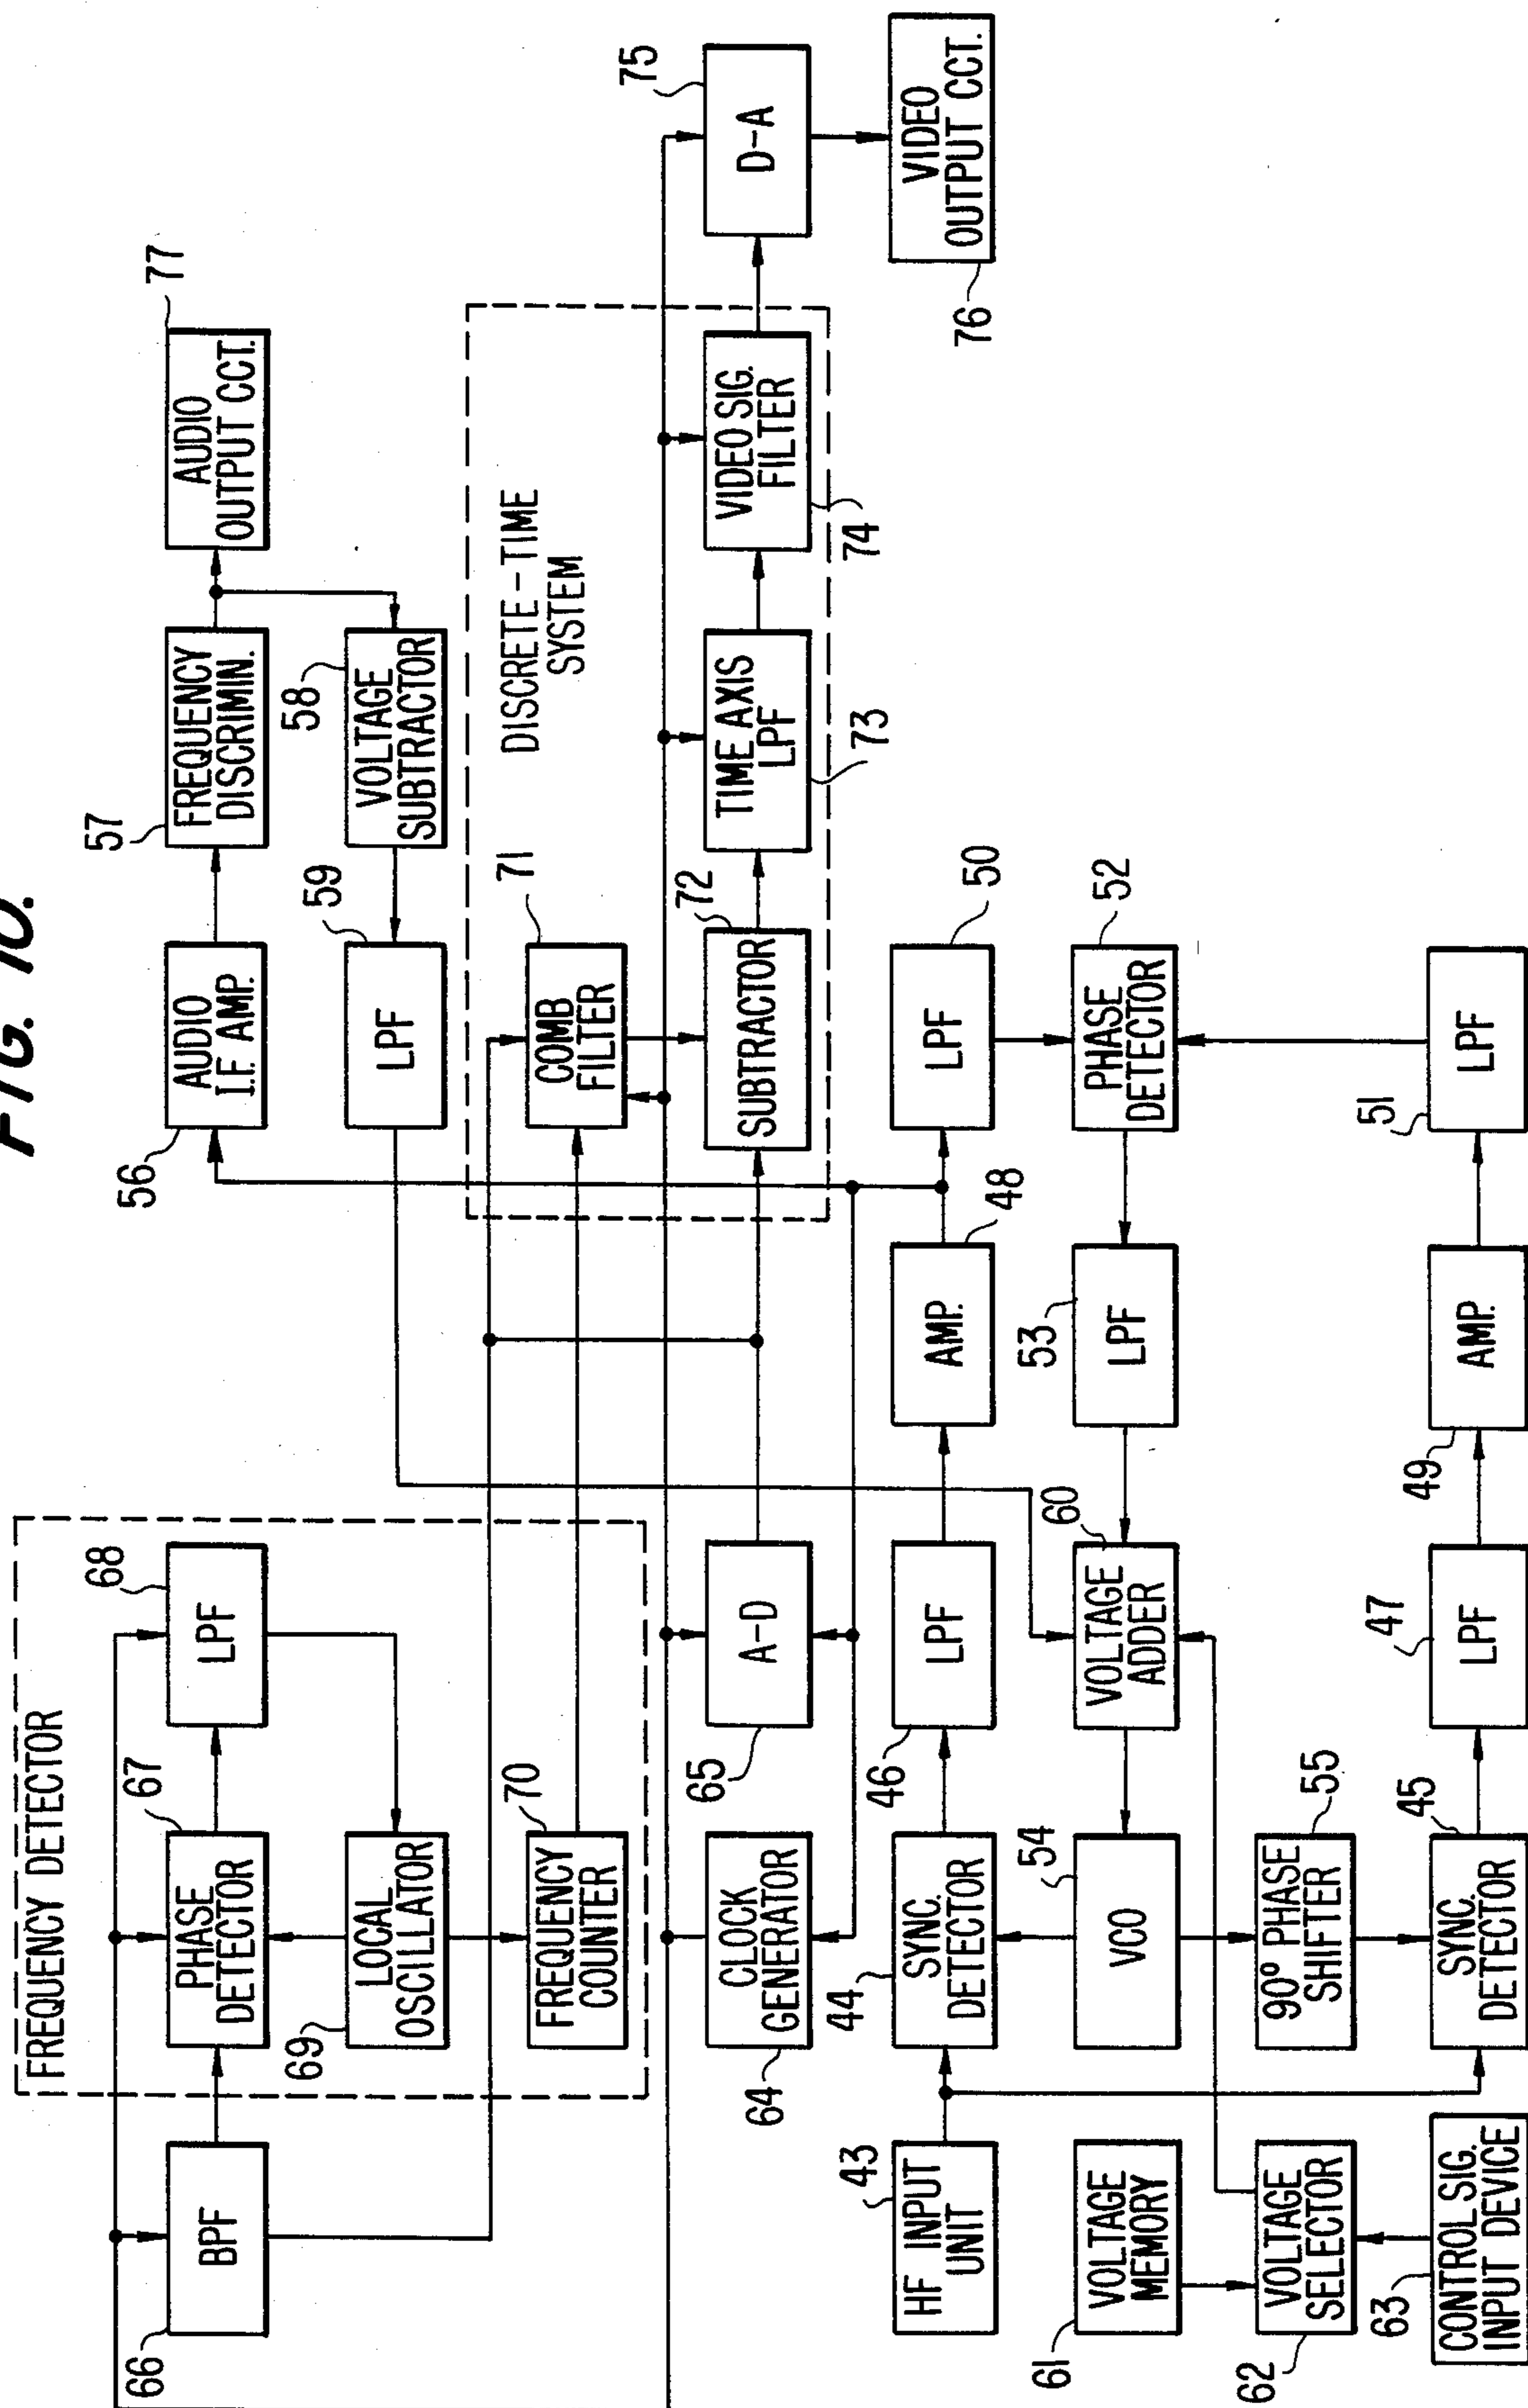 FIG. 10.
FREQUENCY DETECTOR
66
BPF
67
PHASE
DETECTOR
68
LPF
69
LOCAL
OSCILLATOR
70
FREQUENCY
COUNTER
56
AUDIO
I.F. AMP.
57
FREQUENCY
DISCRIMIN.
77
AUDIO
OUTPUT CCT.
59
LPF
58
VOLTAGE
SUBTRACTOR
DISCRETE-TIME
SYSTEM
71
COMB
FILTER
72
SUBTRACTOR
TIME AXIS
LPF
73
VIDEO SIG.
FILTER
74
75
D-A
VIDEO
OUTPUT CCT.
76
64
CLOCK
GENERATOR
65
A-D
43
HF INPUT
UNIT
44
SYNC.
DETECTOR
46
LPF
48
AMP.
50
LPF
61
VOLTAGE
MEMORY
54
VCO
60
VOLTAGE
ADDER
53
LPF
52
PHASE
DETECTOR
62
VOLTAGE
SELECTOR
55
90° PHASE
SHIFTER
63
CONTROL SIG.
INPUT DEVICE
45
SYNC.
DETECTOR
47
LPF
49
AMP.
51
LPF